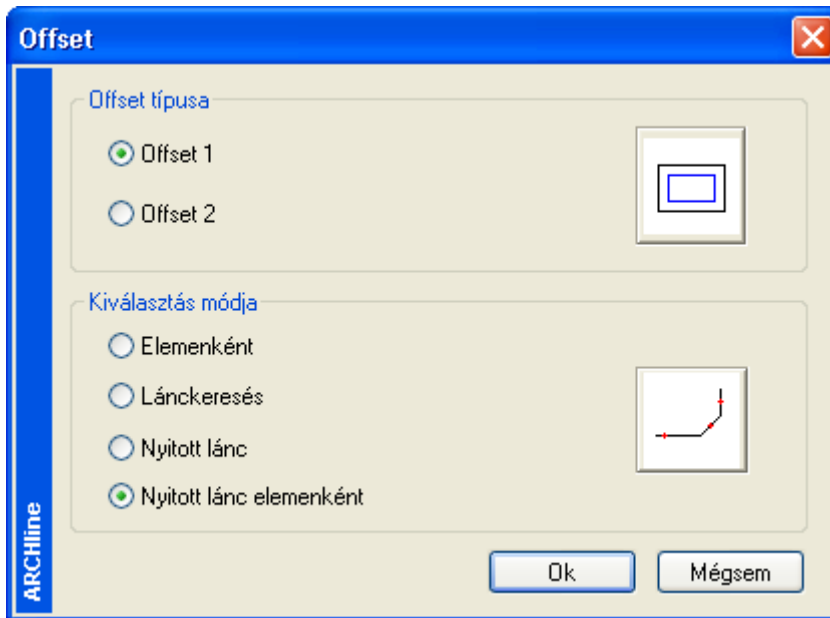 Offset
Offset típusa
Offset 1
Offset 2
Kiválasztás módja
Elemenként
Lánckeresés
Nyitott lánc
Nyitott lánc elemenként
Ok
Mégsem
ARCHline